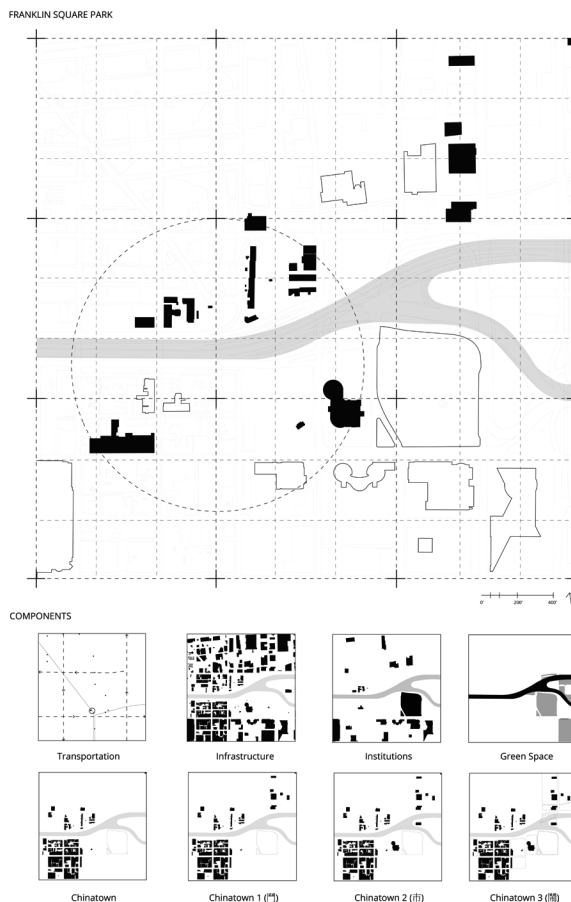 FRANKLIN SQUARE PARK
0' 200' 400'
COMPONENTS
Transportation Infrastructure Institutions Green Space
Chinatown Chinatown 1 (門) Chinatown 2 (市) Chinatown 3 (鬧)